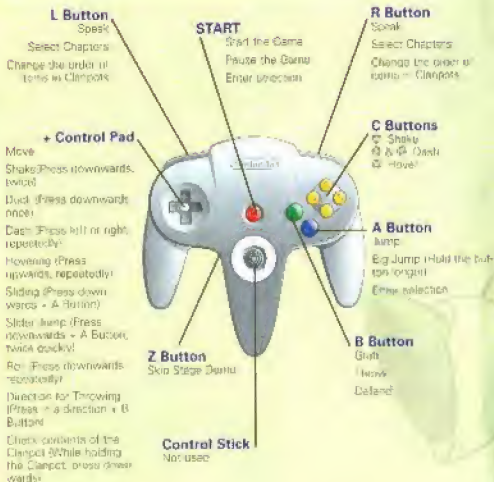 L Button
Speak
Select Chapters
Change the order of
items in Clanpots
START
Start the Game
Pause the Game
Enter selection
R Button
Speak
Select Chapters
Change the order of
items in Clanpots
+ Control Pad
Move
Shake (Press downwards,
twice)
Duck (Press downwards
once)
Dash (Press left or right,
repeatedly)
Hovering (Press
upwards, repeatedly)
Sliding (Press down
wards + A Button)
Slider Jump (Press
downwards + A Button,
twice quickly)
Roll (Press downwards
repeatedly)
Direction for Throwing
(Press in a direction + B
Button)
Check contents of the
Clanpot (While holding
the Clanpot, press down
wards)
C Buttons
Shake
& Dash
Hover
A Button
Jump
Big Jump (Hold the but-
ton longer)
Enter selection
B Button
Grab
Throw
Defend
Z Button
Skip Stage Demo
Control Stick
Not used
Nintendo